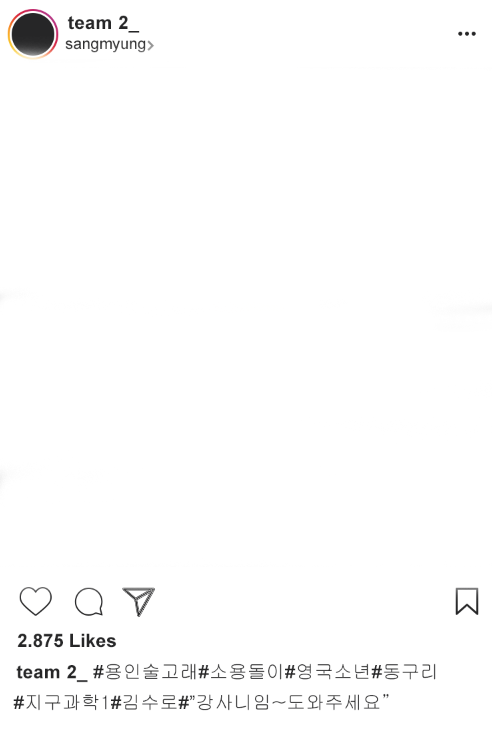 team 2_
sangmyung>
2.875 Likes
team 2_ #용인술고래#소용돌이#영국소년#동구리
#지구과학1#김수로#”강사니임~도와주세요”